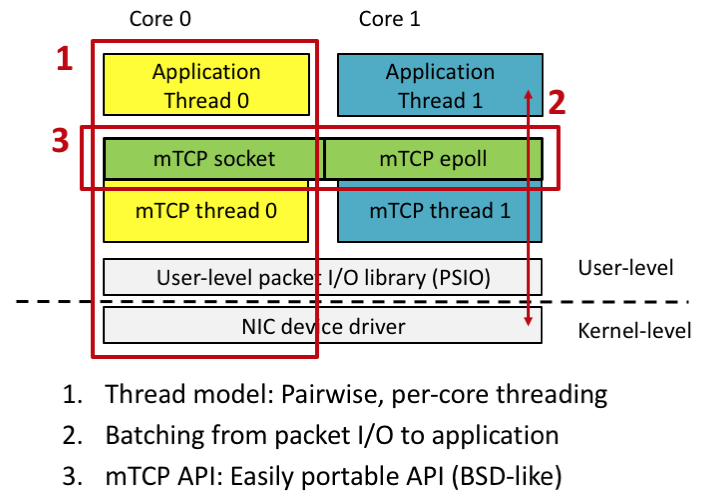 Core 0
Core 1
1
Application
Thread 0
Application
Thread 1
2
3
mTCP socket
mTCP epoll
mTCP thread 0
mTCP thread 1
User-level packet I/O library (PSIO)
User-level
NIC device driver
Kernel-level
1. Thread model: Pairwise, per-core threading
2. Batching from packet I/O to application
3. mTCP API: Easily portable API (BSD-like)